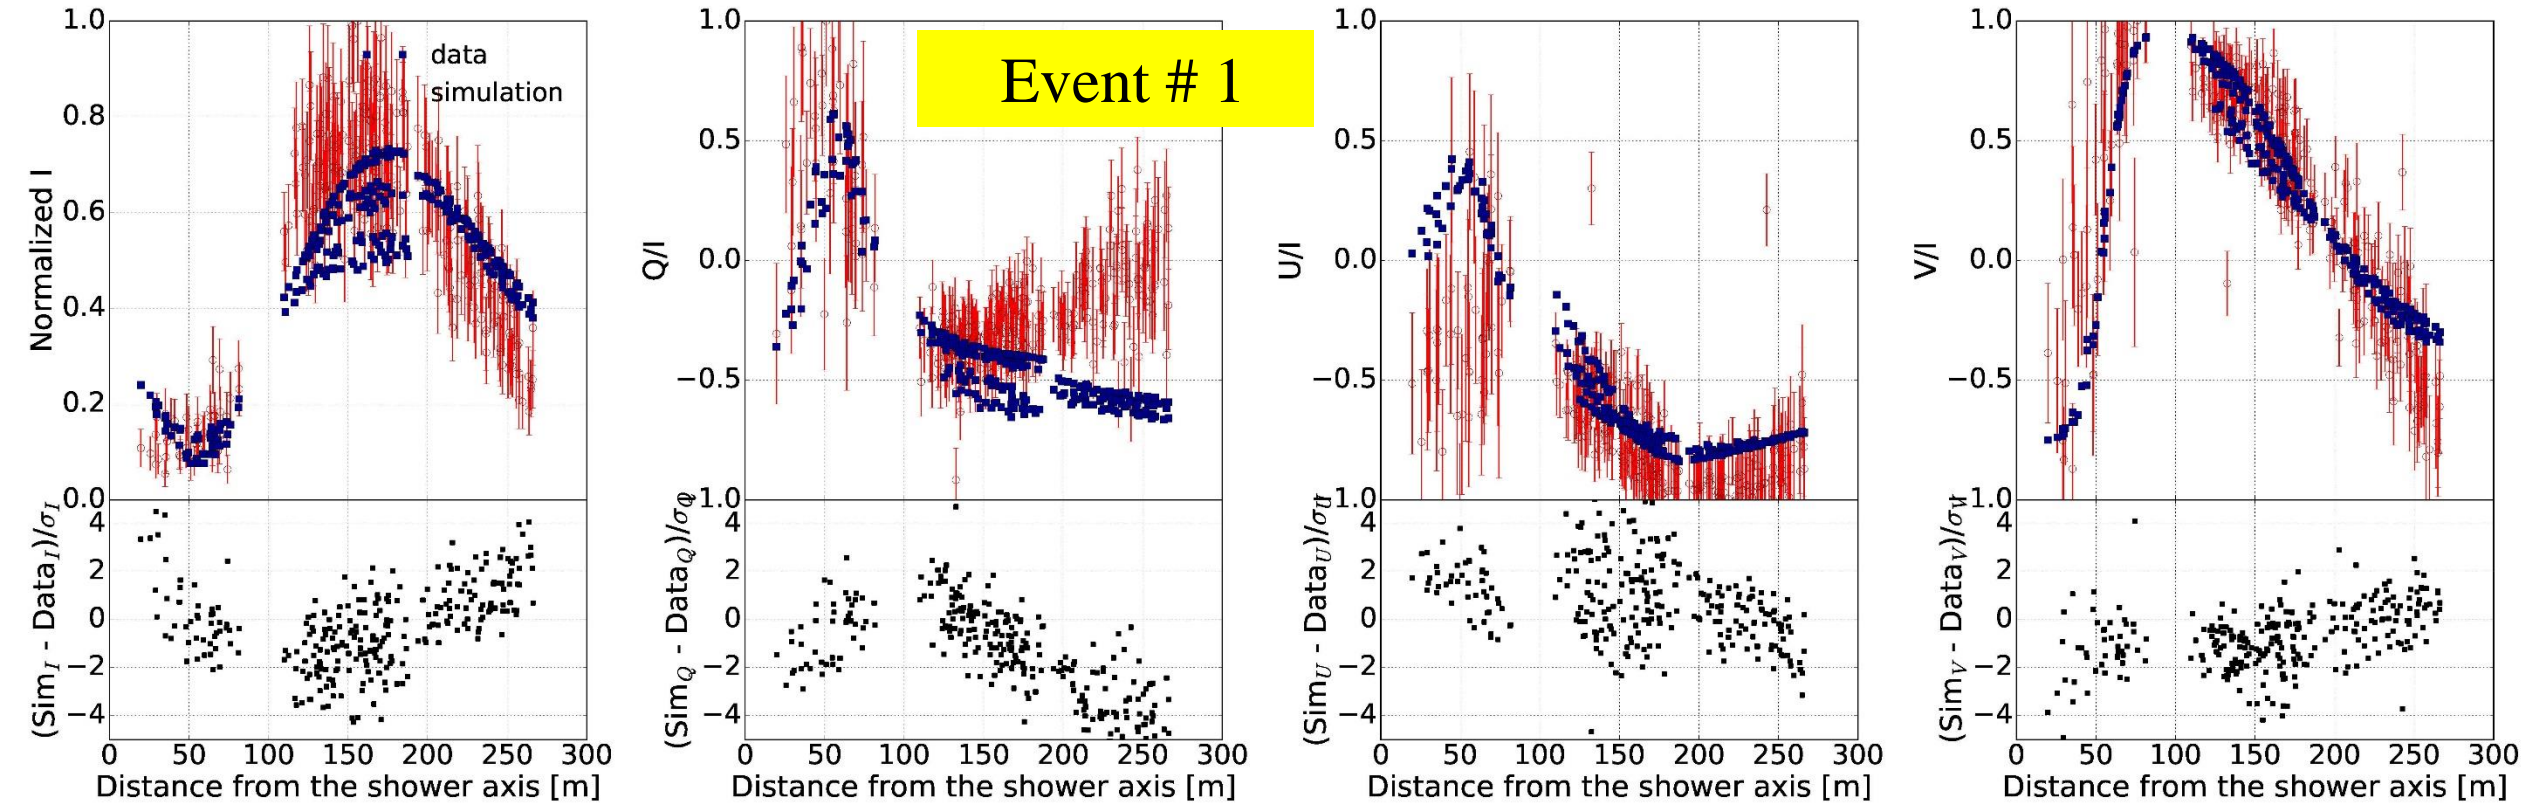 Event # 1
Normalized I
1.0
0.8
0.6
0.4
0.2
0.0
data
simulation
(Sim_I - Data_I)/σ_I
4
2
0
−2
−4
0 50 100 150 200 250 300
Distance from the shower axis [m]
Q/I
1.0
0.5
0.0
−0.5
1.0
(Sim_Q - Data_Q)/σ_Q
4
2
0
−2
−4
0 50 100 150 200 250 300
Distance from the shower axis [m]
U/I
1.0
0.5
0.0
−0.5
1.0
(Sim_U - Data_U)/σ_U
4
2
0
−2
−4
0 50 100 150 200 250 300
Distance from the shower axis [m]
V/I
1.0
0.5
0.0
−0.5
1.0
(Sim_V - Data_V)/σ_V
4
2
0
−2
−4
0 50 100 150 200 250 300
Distance from the shower axis [m]